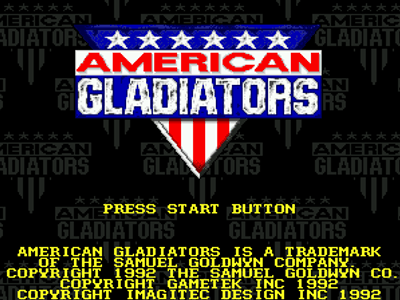 AMERICAN
GLADIATORS
PRESS START BUTTON
AMERICAN GLADIATORS IS A TRADEMARK
OF THE SAMUEL GOLDWYN COMPANY.
COPYRIGHT 1992 THE SAMUEL GOLDWYN CO.
COPYRIGHT GAMETEK INC 1992
COPYRIGHT IMAGITEC DESIGN INC 1992